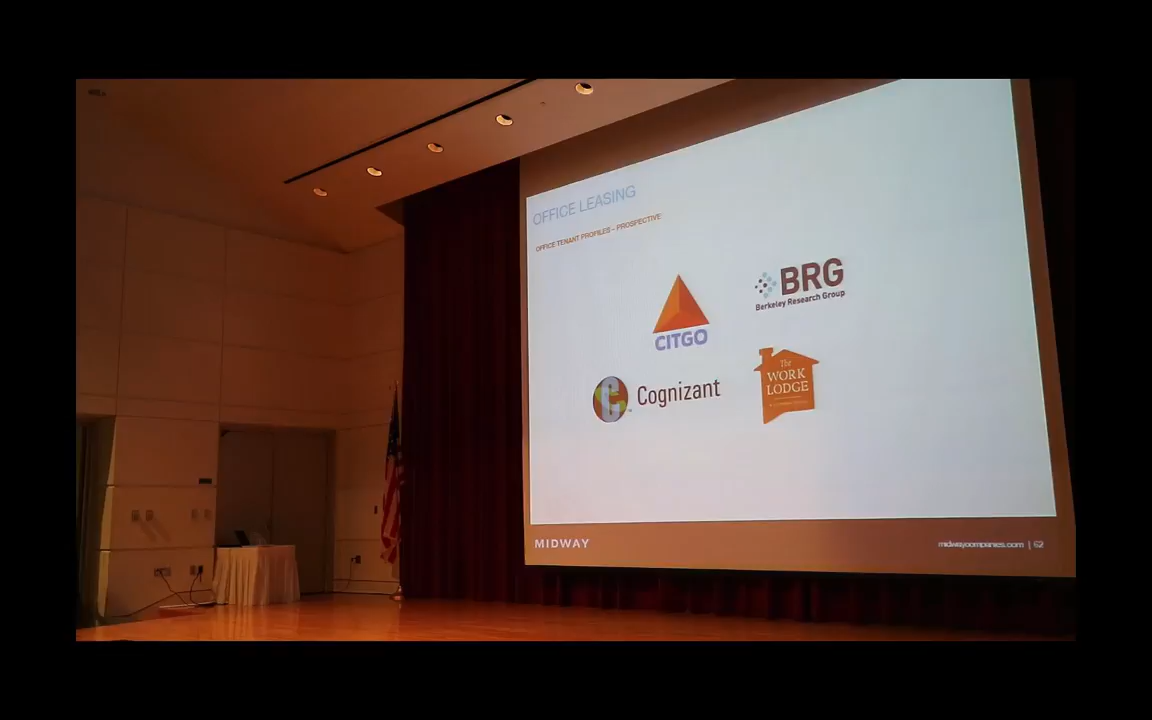 OFFICE LEASING
OFFICE TENANT PROFILES – PROSPECTIVE
CITGO
BRG
Berkeley Research Group
Cognizant
The
WORK
LODGE
MIDWAY
midwaycompanies.com | 52